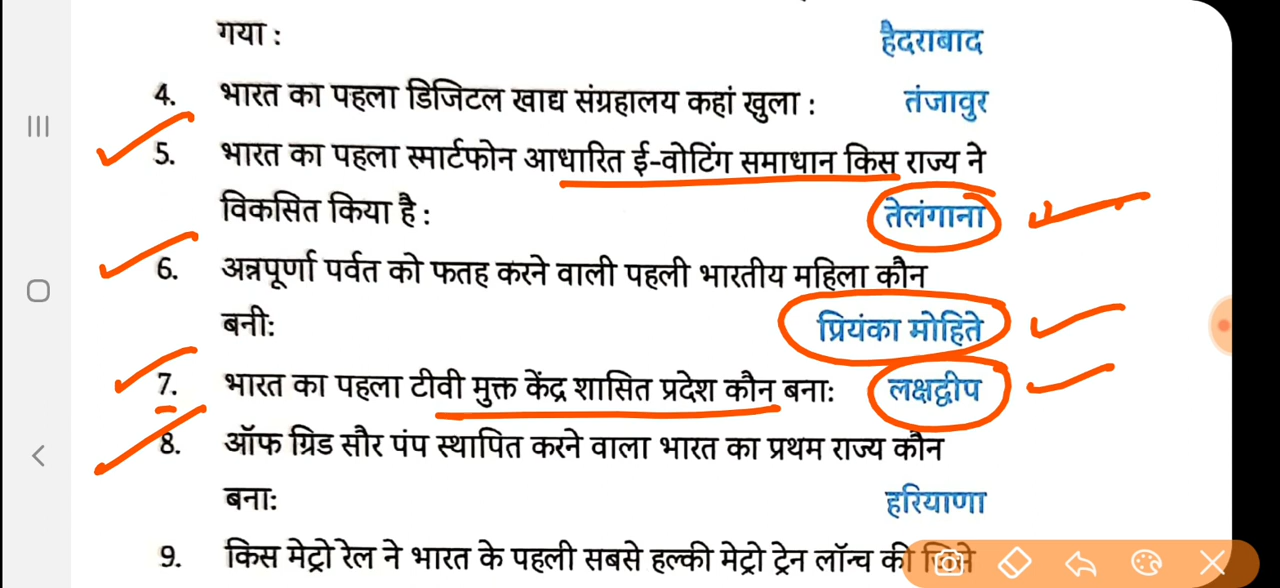 गया : हैदराबाद
4. भारत का पहला डिजिटल खाद्य संग्रहालय कहां खुला : तंजावुर
5. भारत का पहला स्मार्टफोन आधारित ई-वोटिंग समाधान किस राज्य ने
विकसित किया है : तेलंगाना
6. अन्नपूर्णा पर्वत को फतह करने वाली पहली भारतीय महिला कौन
बनी: प्रियंका मोहिते
7. भारत का पहला टीवी मुक्त केंद्र शासित प्रदेश कौन बना: लक्षद्वीप
8. ऑफ ग्रिड सौर पंप स्थापित करने वाला भारत का प्रथम राज्य कौन
बना: हरियाणा
9. किस मेट्रो रेल ने भारत के पहली सबसे हल्की मेट्रो ट्रेन लॉन्च की